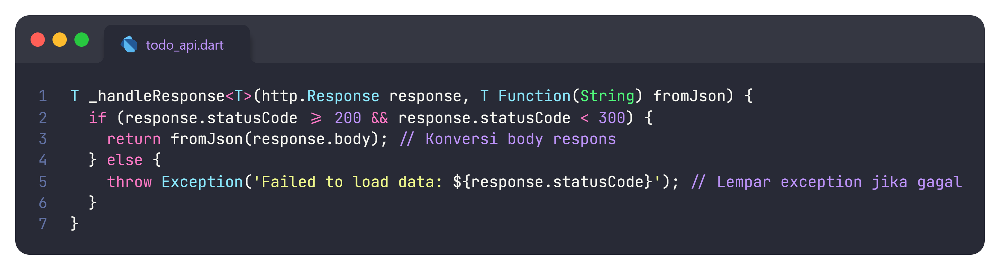 todo_api.dart
1 T _handleResponse<T>(http.Response response, T Function(String) fromJson) {
2   if (response.statusCode >= 200 && response.statusCode < 300) {
3     return fromJson(response.body); // Konversi body respons
4   } else {
5     throw Exception('Failed to load data: ${response.statusCode}'); // Lempar exception jika gagal
6   }
7 }